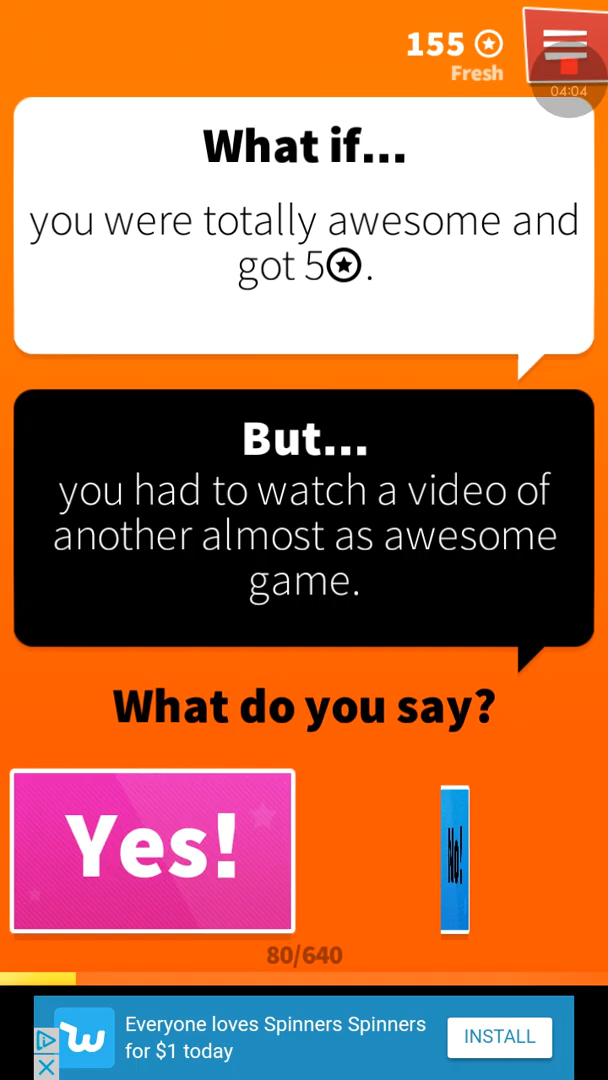 155
Fresh
04:04
What if...
you were totally awesome and
got 5.
But...
you had to watch a video of
another almost as awesome
game.
What do you say?
Yes!
No!
80/640
Everyone loves Spinners Spinners
for $1 today
INSTALL